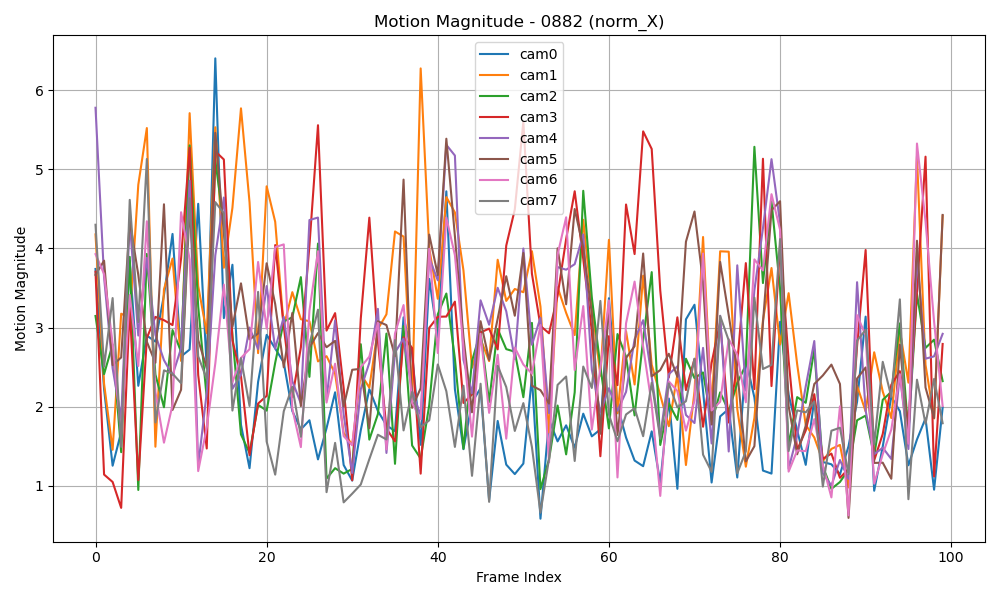 Motion Magnitude - 0882 (norm_X)
cam0
cam1
cam2
cam3
cam4
cam5
cam6
cam7
Motion Magnitude
6
5
4
3
2
1
0
20
40
60
80
100
Frame Index